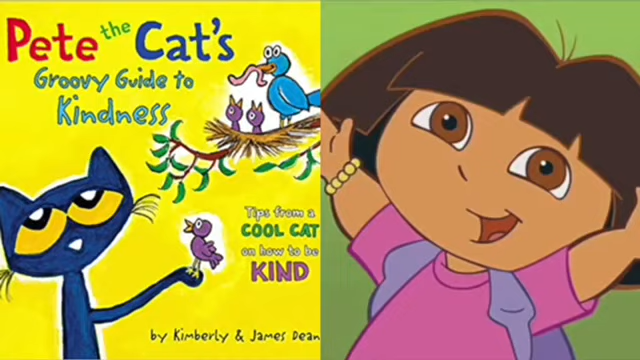 Pete the Cat's
Groovy Guide to
Kindness
Tips from a
COOL CAT
on how to be
KIND
by Kimberly & James Dean